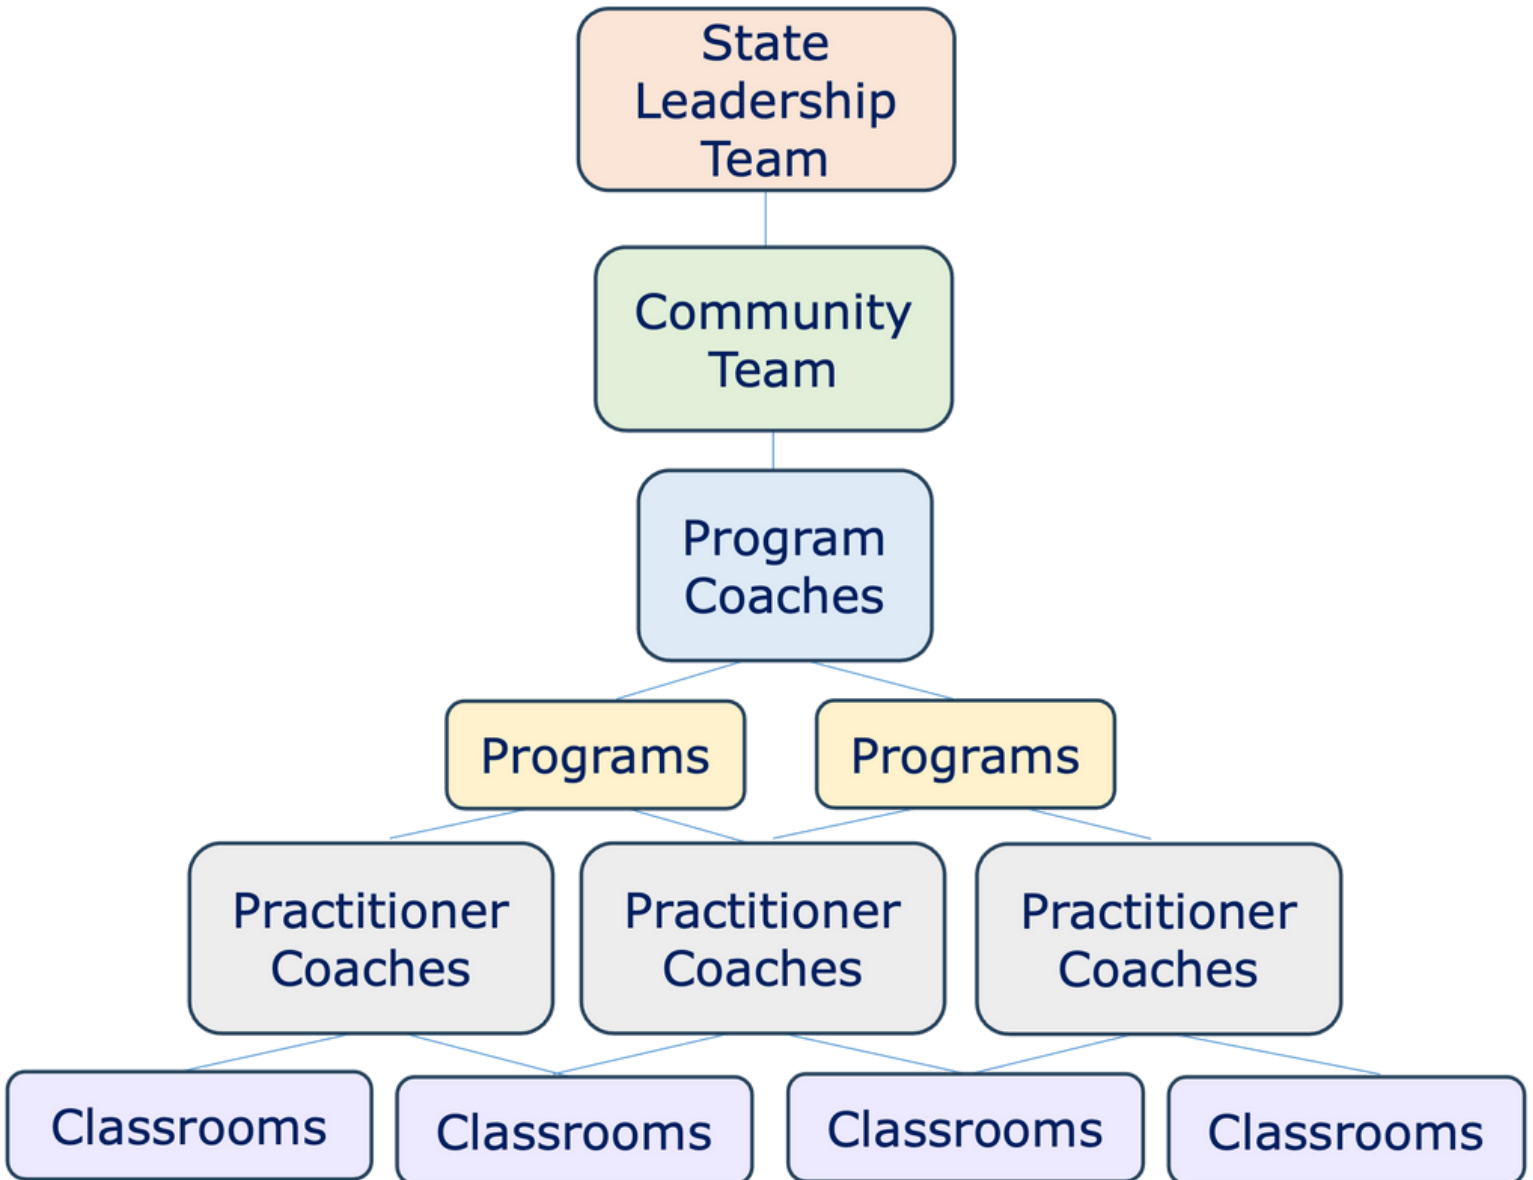 State
Leadership
Team
Community
Team
Program
Coaches
Programs
Programs
Practitioner
Coaches
Practitioner
Coaches
Practitioner
Coaches
Classrooms
Classrooms
Classrooms
Classrooms